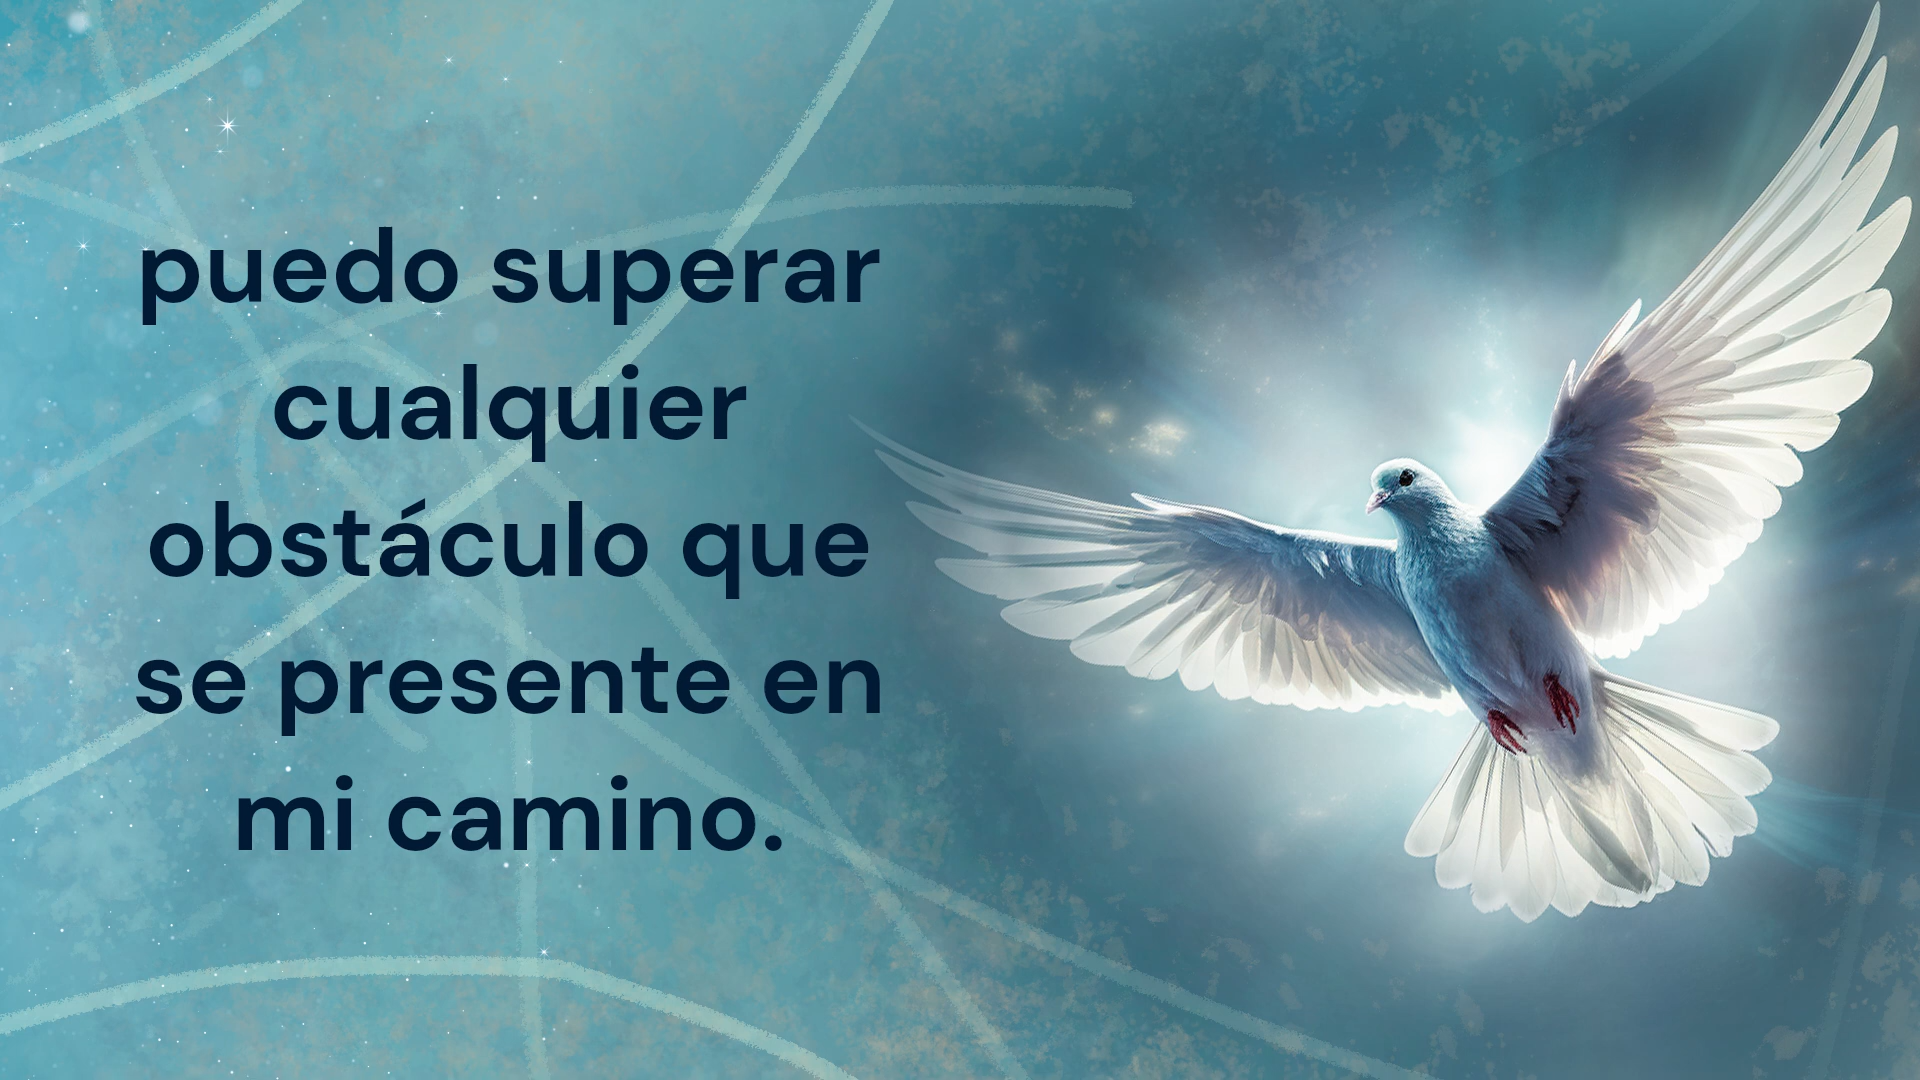 puedo superar
cualquier
obstáculo que
se presente en
mi camino.